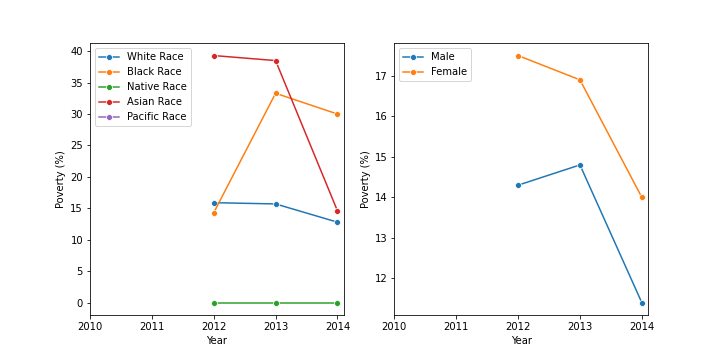 White Race
Black Race
Native Race
Asian Race
Pacific Race
40
35
30
25
20
15
10
5
0
Poverty (%)
2010 2011 2012 2013 2014
Year
Male
Female
17
16
15
14
13
12
Poverty (%)
2010 2011 2012 2013 2014
Year